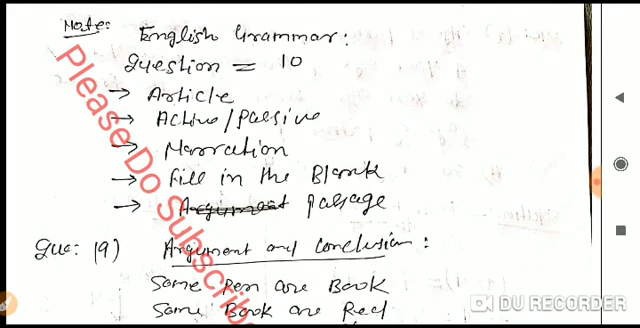 Note:
English Grammar:
Question = 10
→ Article
→ Active/Passive
→ Narration
→ Fill in the Blank
→ Argument Passage
Que: 19) Argument and Conclusion:
Some Pen are Book
Some Book are Red
Please Do Subscribe
DU RECORDER